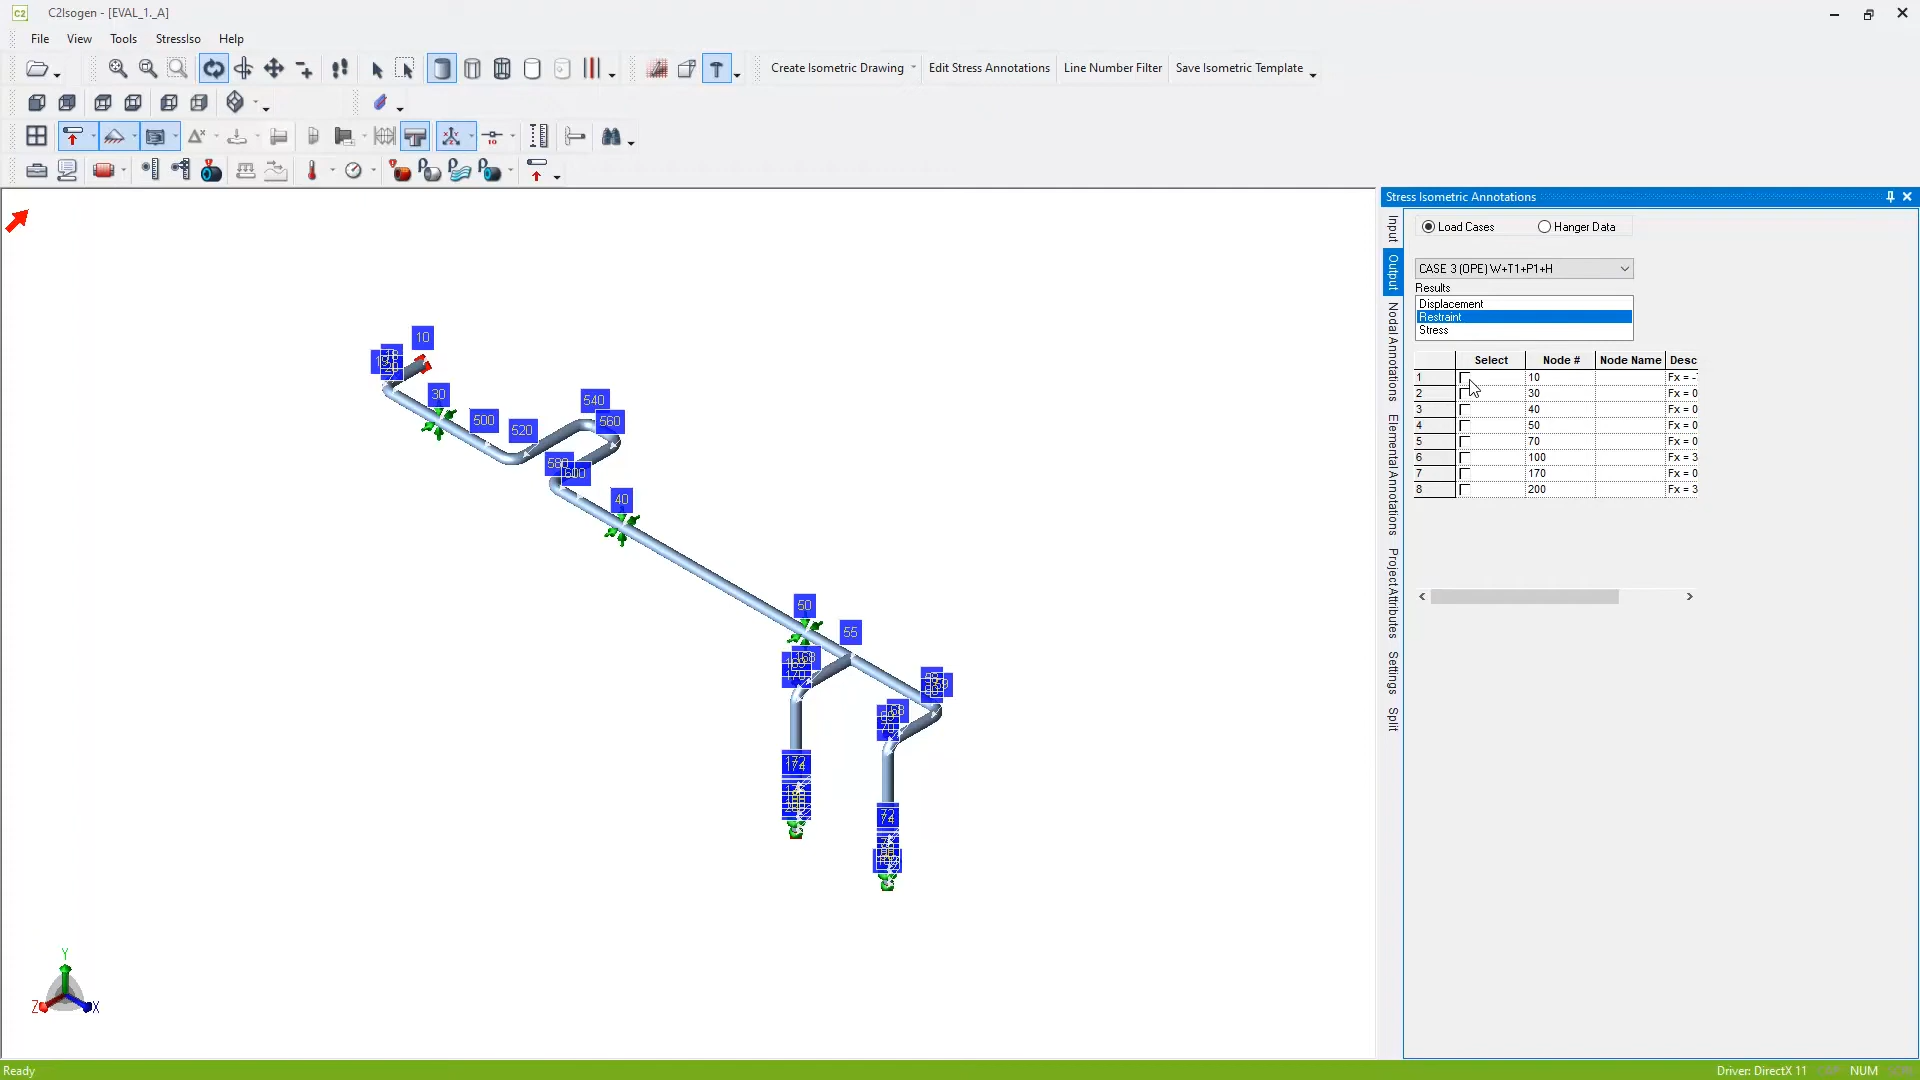 C2
C2Isogen - [EVAL_1._A]
File View Tools StressIso Help
Create Isometric Drawing Edit Stress Annotations Line Number Filter Save Isometric Template
Stress Isometric Annotations
Input
Output
Nodal Annotations
Elemental Annotations
Project Attributes
Settings
Split
Load Cases Hanger Data
CASE 3 (OPE) W+T1+P1+H
Results
Displacement
Restraint
Stress
Select Node # Node Name Desc
1 10 Fx = -
2 30 Fx = 0
3 40 Fx = 0
4 50 Fx = 0
5 70 Fx = 0
6 100 Fx = 3
7 170 Fx = 0
8 200 Fx = 3
10
30
500
520
540
560
580
600
40
50
55
172
174
72
74
Y
Z
X
Ready
Driver: DirectX 11 NUM